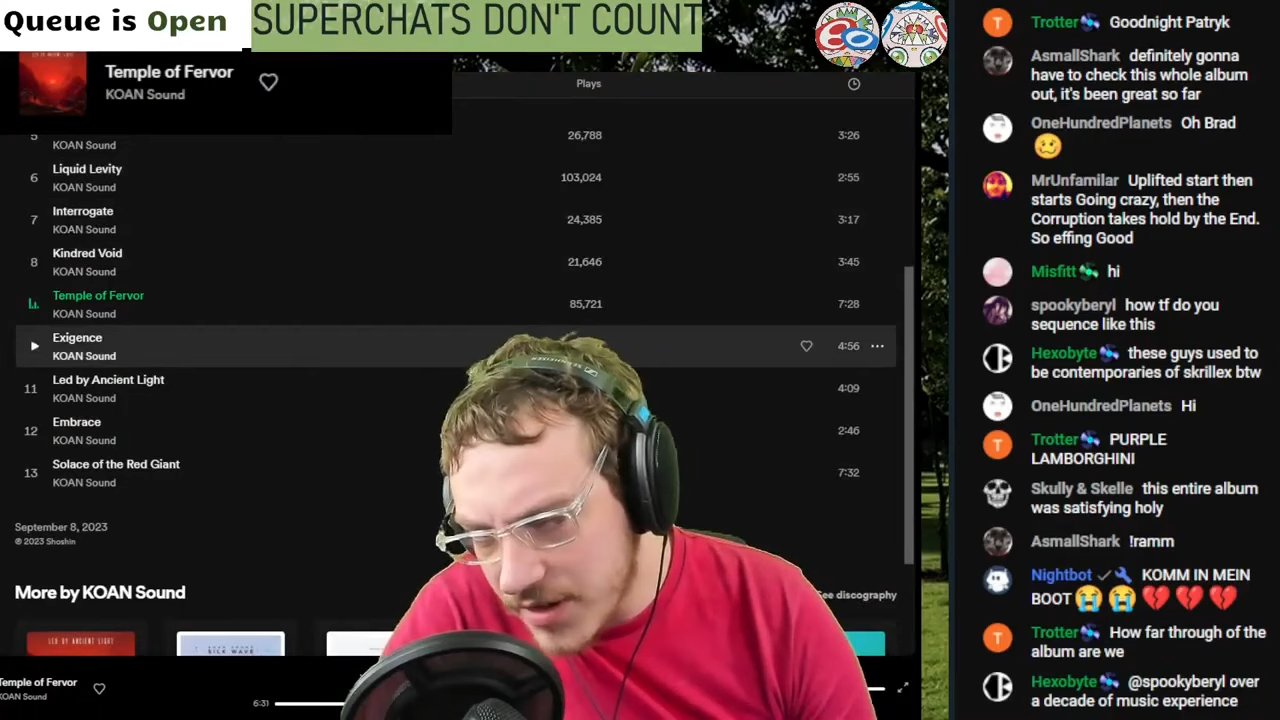 Queue is Open
SUPERCHATS DON'T COUNT
Temple of Fervor
KOAN Sound
Plays
5
KOAN Sound
26,788
3:26
6
Liquid Levity
KOAN Sound
103,024
2:55
7
Interrogate
KOAN Sound
24,385
3:17
8
Kindred Void
KOAN Sound
21,646
3:45
Temple of Fervor
KOAN Sound
85,721
7:28
Exigence
KOAN Sound
4:56
11
Led by Ancient Light
KOAN Sound
4:09
12
Embrace
KOAN Sound
2:46
13
Solace of the Red Giant
KOAN Sound
7:32
September 8, 2023
℗ 2023 Shoshin
More by KOAN Sound
See discography
LED BY ANCIENT LIGHT
SILK WAVE
Temple of Fervor
KOAN Sound
6:31
Trotter Goodnight Patryk
AsmallShark definitely gonna
have to check this whole album
out, it's been great so far
OneHundredPlanets Oh Brad
MrUnfamilar Uplifted start then
starts Going crazy, then the
Corruption takes hold by the End.
So effing Good
Misfitt hi
spookyberyl how tf do you
sequence like this
Hexobyte these guys used to
be contemporaries of skrillex btw
OneHundredPlanets Hi
Trotter PURPLE
LAMBORGHINI
Skully & Skelle this entire album
was satisfying holy
AsmallShark !ramm
Nightbot KOMM IN MEIN
BOOT 😭😭💔💔💔
Trotter How far through of the
album are we
Hexobyte @spookyberyl over
a decade of music experience